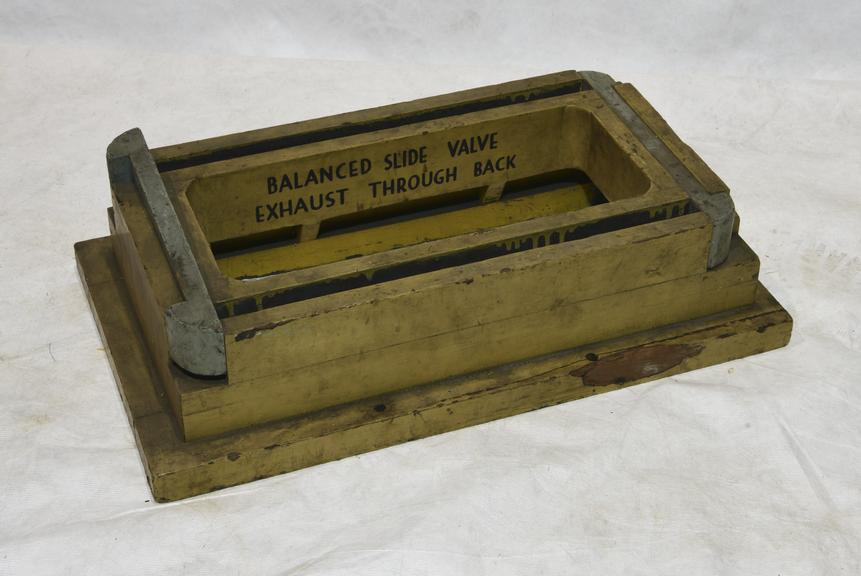 BALANCED SLIDE VALVE
EXHAUST THROUGH BACK